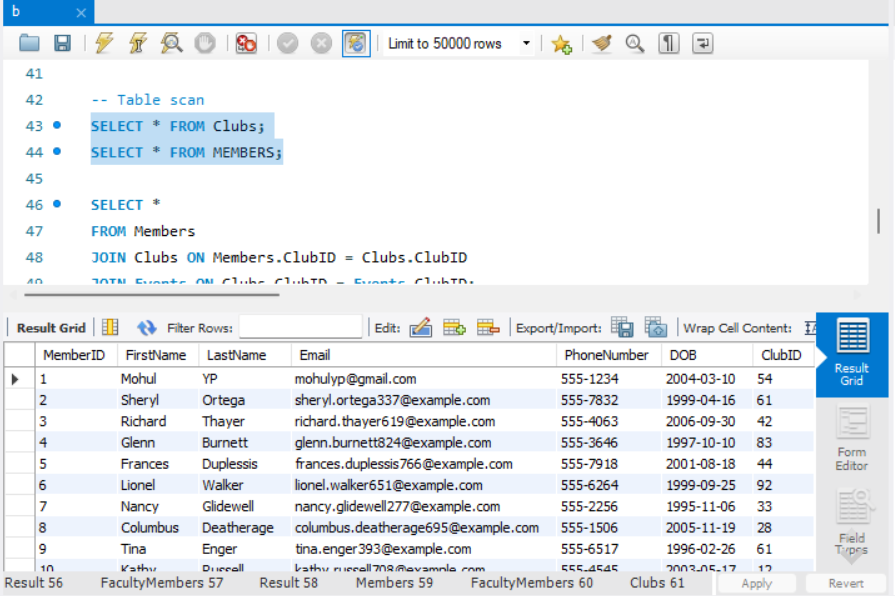 b
Limit to 50000 rows
41
42 -- Table scan
43 SELECT * FROM Clubs;
44 SELECT * FROM MEMBERS;
45
46 SELECT *
47 FROM Members
48 JOIN Clubs ON Members.ClubID = Clubs.ClubID
49 JOIN Events ON Clubs.ClubID = Events.ClubID;
Result Grid Filter Rows: Edit: Export/Import: Wrap Cell Content:
MemberID FirstName LastName Email PhoneNumber DOB ClubID
1 Mohul YP mohulyp@gmail.com 555-1234 2004-03-10 54
2 Sheryl Ortega sheryl.ortega337@example.com 555-7832 1999-04-16 61
3 Richard Thayer richard.thayer619@example.com 555-4063 2006-09-30 42
4 Glenn Burnett glenn.burnett824@example.com 555-3646 1997-10-10 83
5 Frances Duplessis frances.duplessis766@example.com 555-7918 2001-08-18 44
6 Lionel Walker lionel.walker651@example.com 555-6264 1999-09-25 92
7 Nancy Glidewell nancy.glidewell277@example.com 555-2256 1995-11-06 33
8 Columbus Deatherage columbus.deatherage695@example.com 555-1506 2005-11-19 28
9 Tina Enger tina.enger393@example.com 555-6517 1996-02-26 61
10 Kathy Russell kathy.russell708@example.com 555-4545 2003-05-17 12
Result
Grid
Form
Editor
Field
Types
Result 56 FacultyMembers 57 Result 58 Members 59 FacultyMembers 60 Clubs 61 Apply Revert